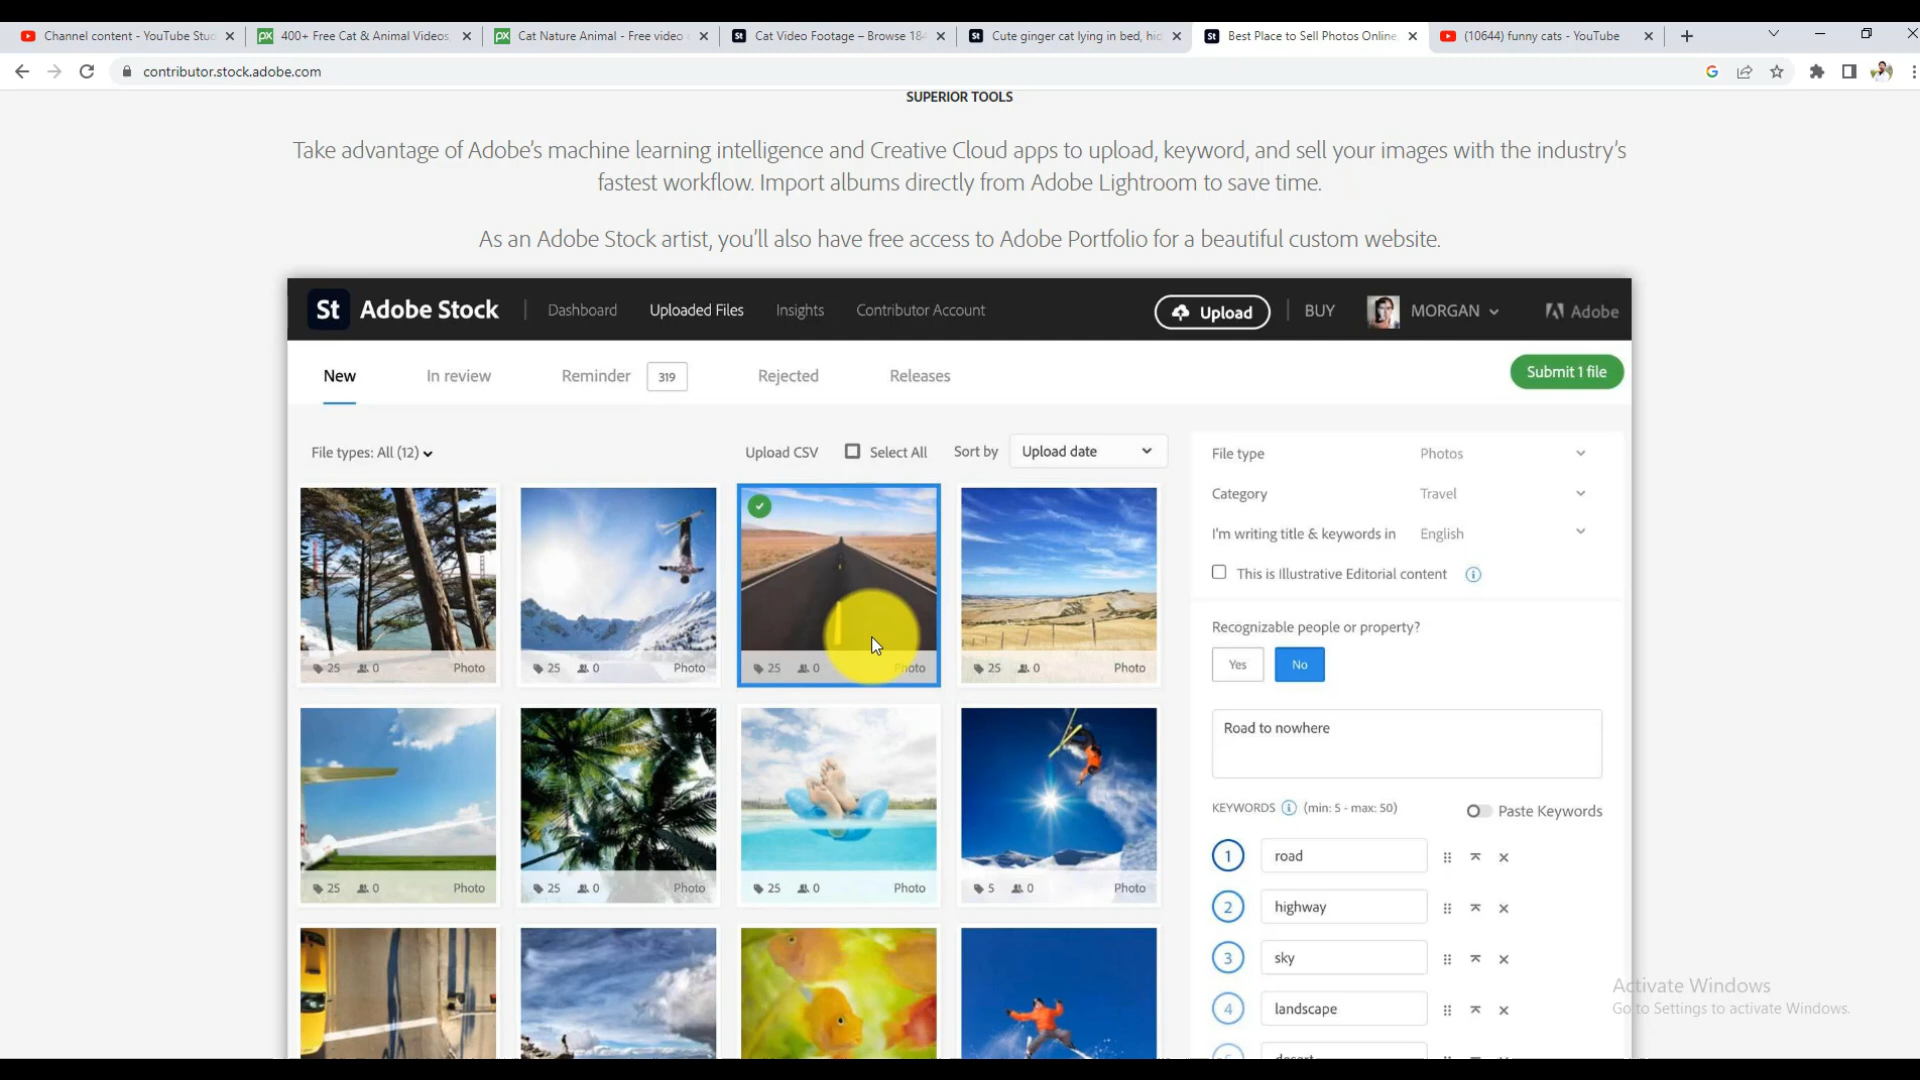 Channel content - YouTube Stu
400+ Free Cat & Animal Videos,
Cat Nature Animal - Free video
Cat Video Footage – Browse 18
Cute ginger cat lying in bed, hid
Best Place to Sell Photos Online
(10644) funny cats - YouTube
contributor.stock.adobe.com
SUPERIOR TOOLS
Take advantage of Adobe's machine learning intelligence and Creative Cloud apps to upload, keyword, and sell your images with the industry's
fastest workflow. Import albums directly from Adobe Lightroom to save time.
As an Adobe Stock artist, you'll also have free access to Adobe Portfolio for a beautiful custom website.
St Adobe Stock Dashboard Uploaded Files Insights Contributor Account Upload BUY MORGAN Adobe
New In review Reminder 319 Rejected Releases Submit 1 file
File types: All (12) Upload CSV Select All Sort by Upload date
File type Photos
Category Travel
I'm writing title & keywords in English
This is Illustrative Editorial content
Recognizable people or property?
Yes No
25 0 Photo 25 0 Photo 25 0 Photo 25 0 Photo
Road to nowhere
KEYWORDS (min: 5 - max: 50) Paste Keywords
1 road
25 0 Photo 25 0 Photo 25 0 Photo 5 0 Photo
2 highway
3 sky
4 landscape
Activate Windows
Go to Settings to activate Windows.